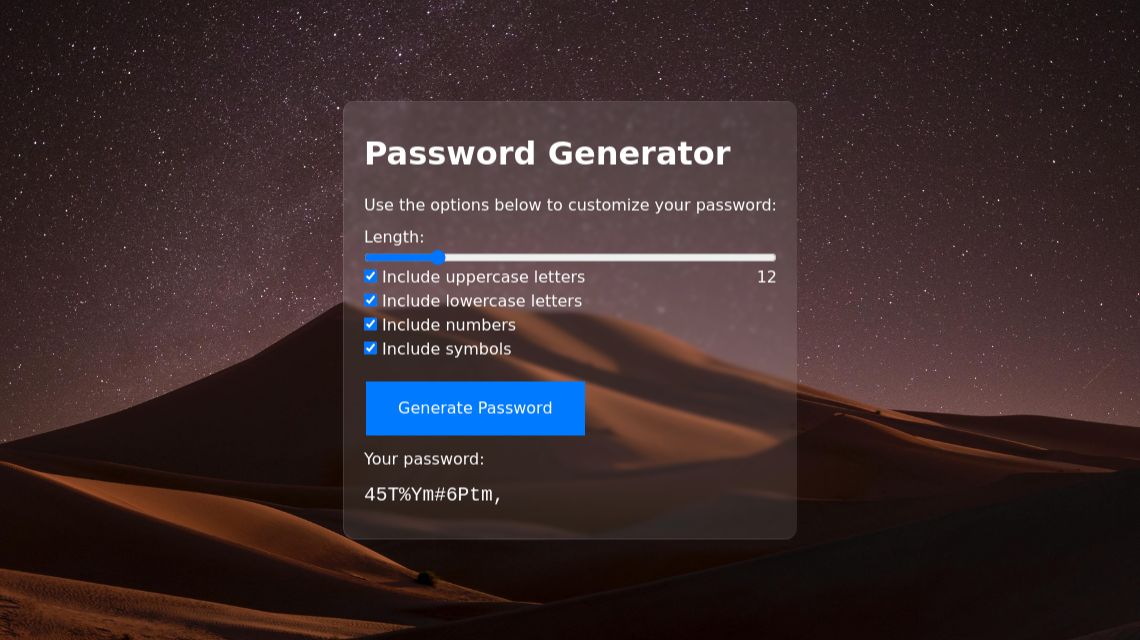 Password Generator
Use the options below to customize your password:
Length:
Include uppercase letters 12
Include lowercase letters
Include numbers
Include symbols
Generate Password
Your password:
45T%Ym#6Ptm,